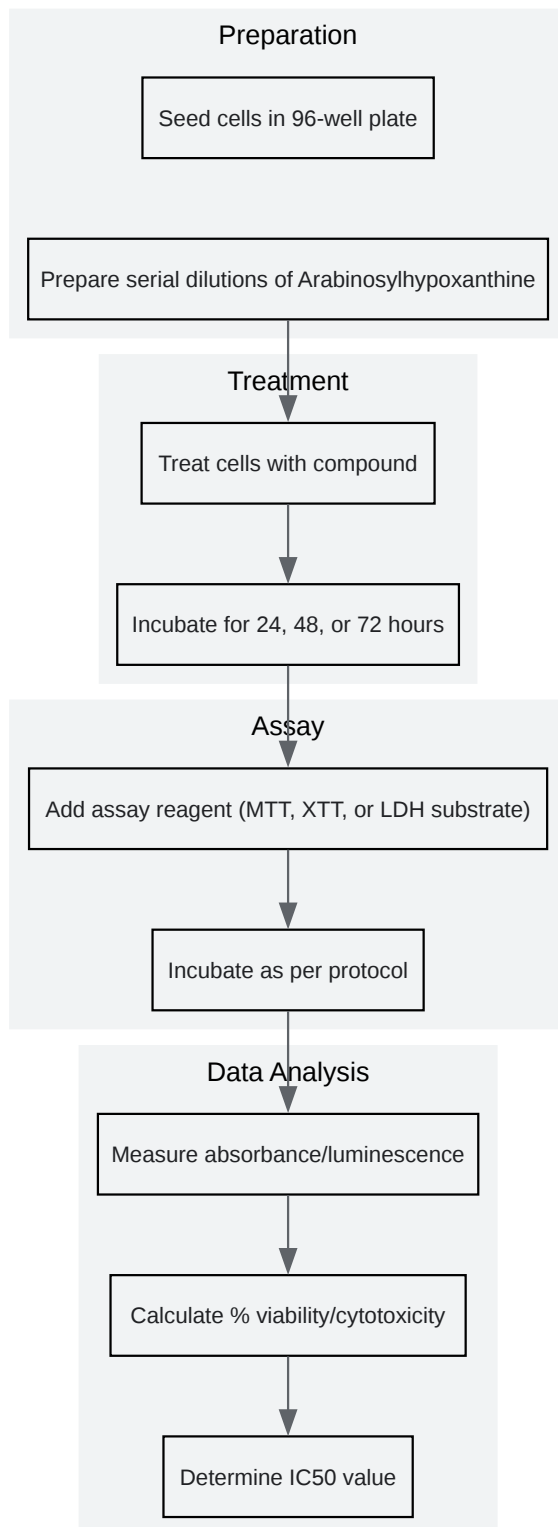 Preparation
Seed cells in 96-well plate
Prepare serial dilutions of Arabinosylhypoxanthine
Treatment
Treat cells with compound
Incubate for 24, 48, or 72 hours
Assay
Add assay reagent (MTT, XTT, or LDH substrate)
Incubate as per protocol
Data Analysis
Measure absorbance/luminescence
Calculate % viability/cytotoxicity
Determine IC50 value